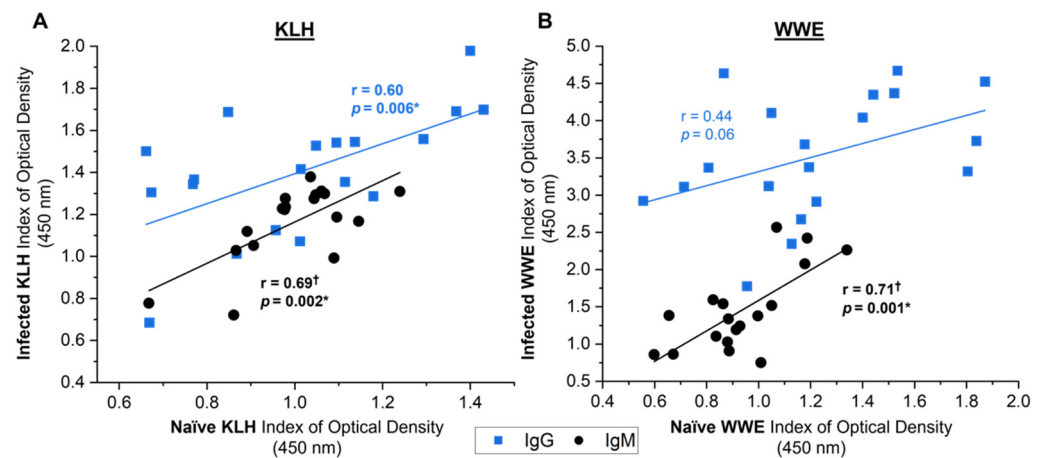 A
KLH
Infected KLH Index of Optical Density
(450 nm)
2.0
1.8
1.6
1.4
1.2
1.0
0.8
0.6
0.4
r = 0.60
p = 0.006*
r = 0.69†
p = 0.002*
0.6 0.8 1.0 1.2 1.4
Naïve KLH Index of Optical Density
(450 nm)
B
WWE
Infected WWE Index of Optical Density
(450 nm)
5.0
4.5
4.0
3.5
3.0
2.5
2.0
1.5
1.0
0.5
r = 0.44
p = 0.06
r = 0.71†
p = 0.001*
0.4 0.6 0.8 1.0 1.2 1.4 1.6 1.8 2.0
Naïve WWE Index of Optical Density
(450 nm)
IgG IgM